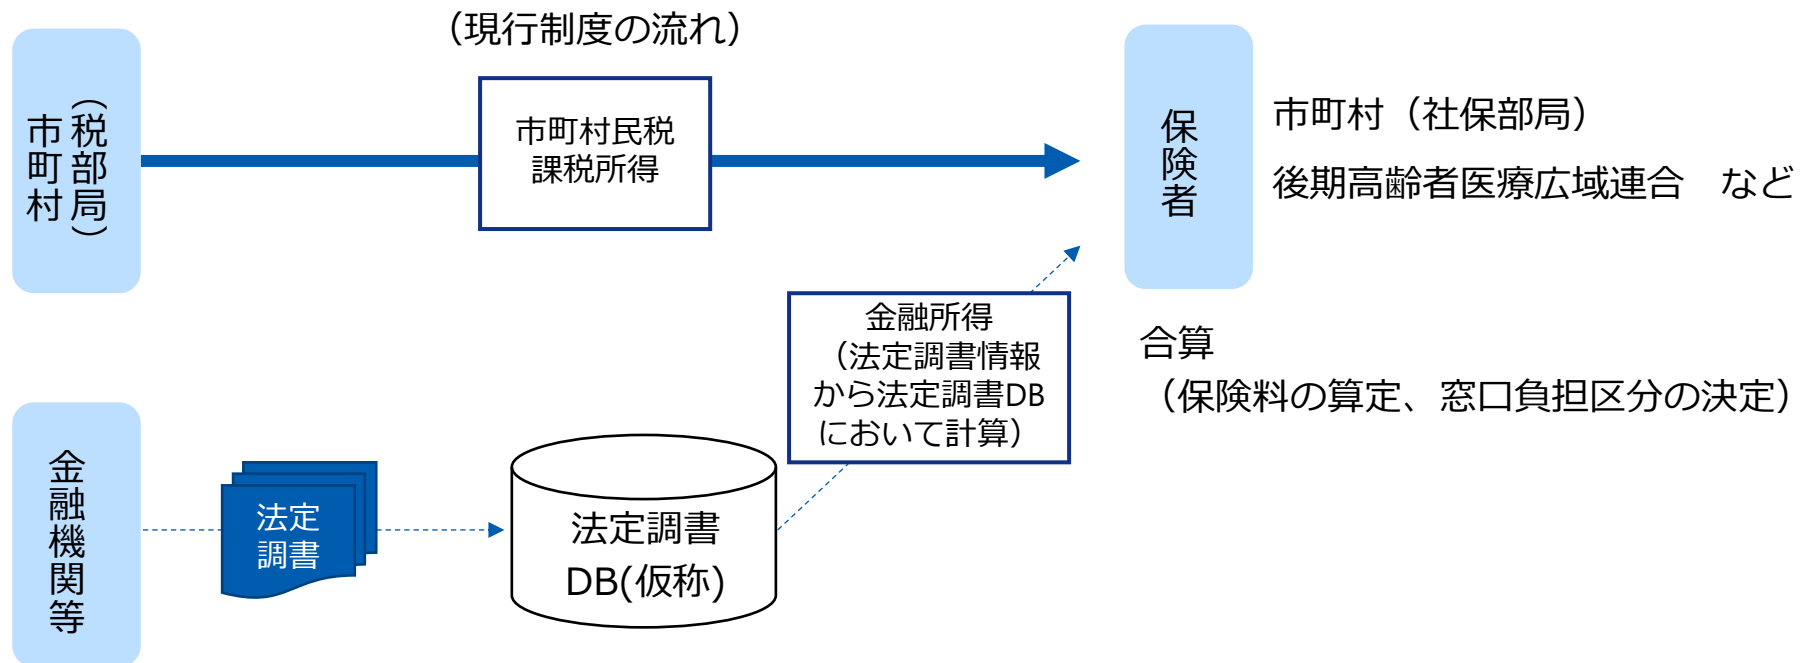 （現行制度の流れ）
市町村
（税部局）
市町村民税
課税所得
保険者
市町村（社保部局）
後期高齢者医療広域連合　など
金融所得
（法定調書情報
から法定調書DB
において計算）
合算
（保険料の算定、窓口負担区分の決定）
金融機関等
法定
調書
法定調書
DB(仮称)